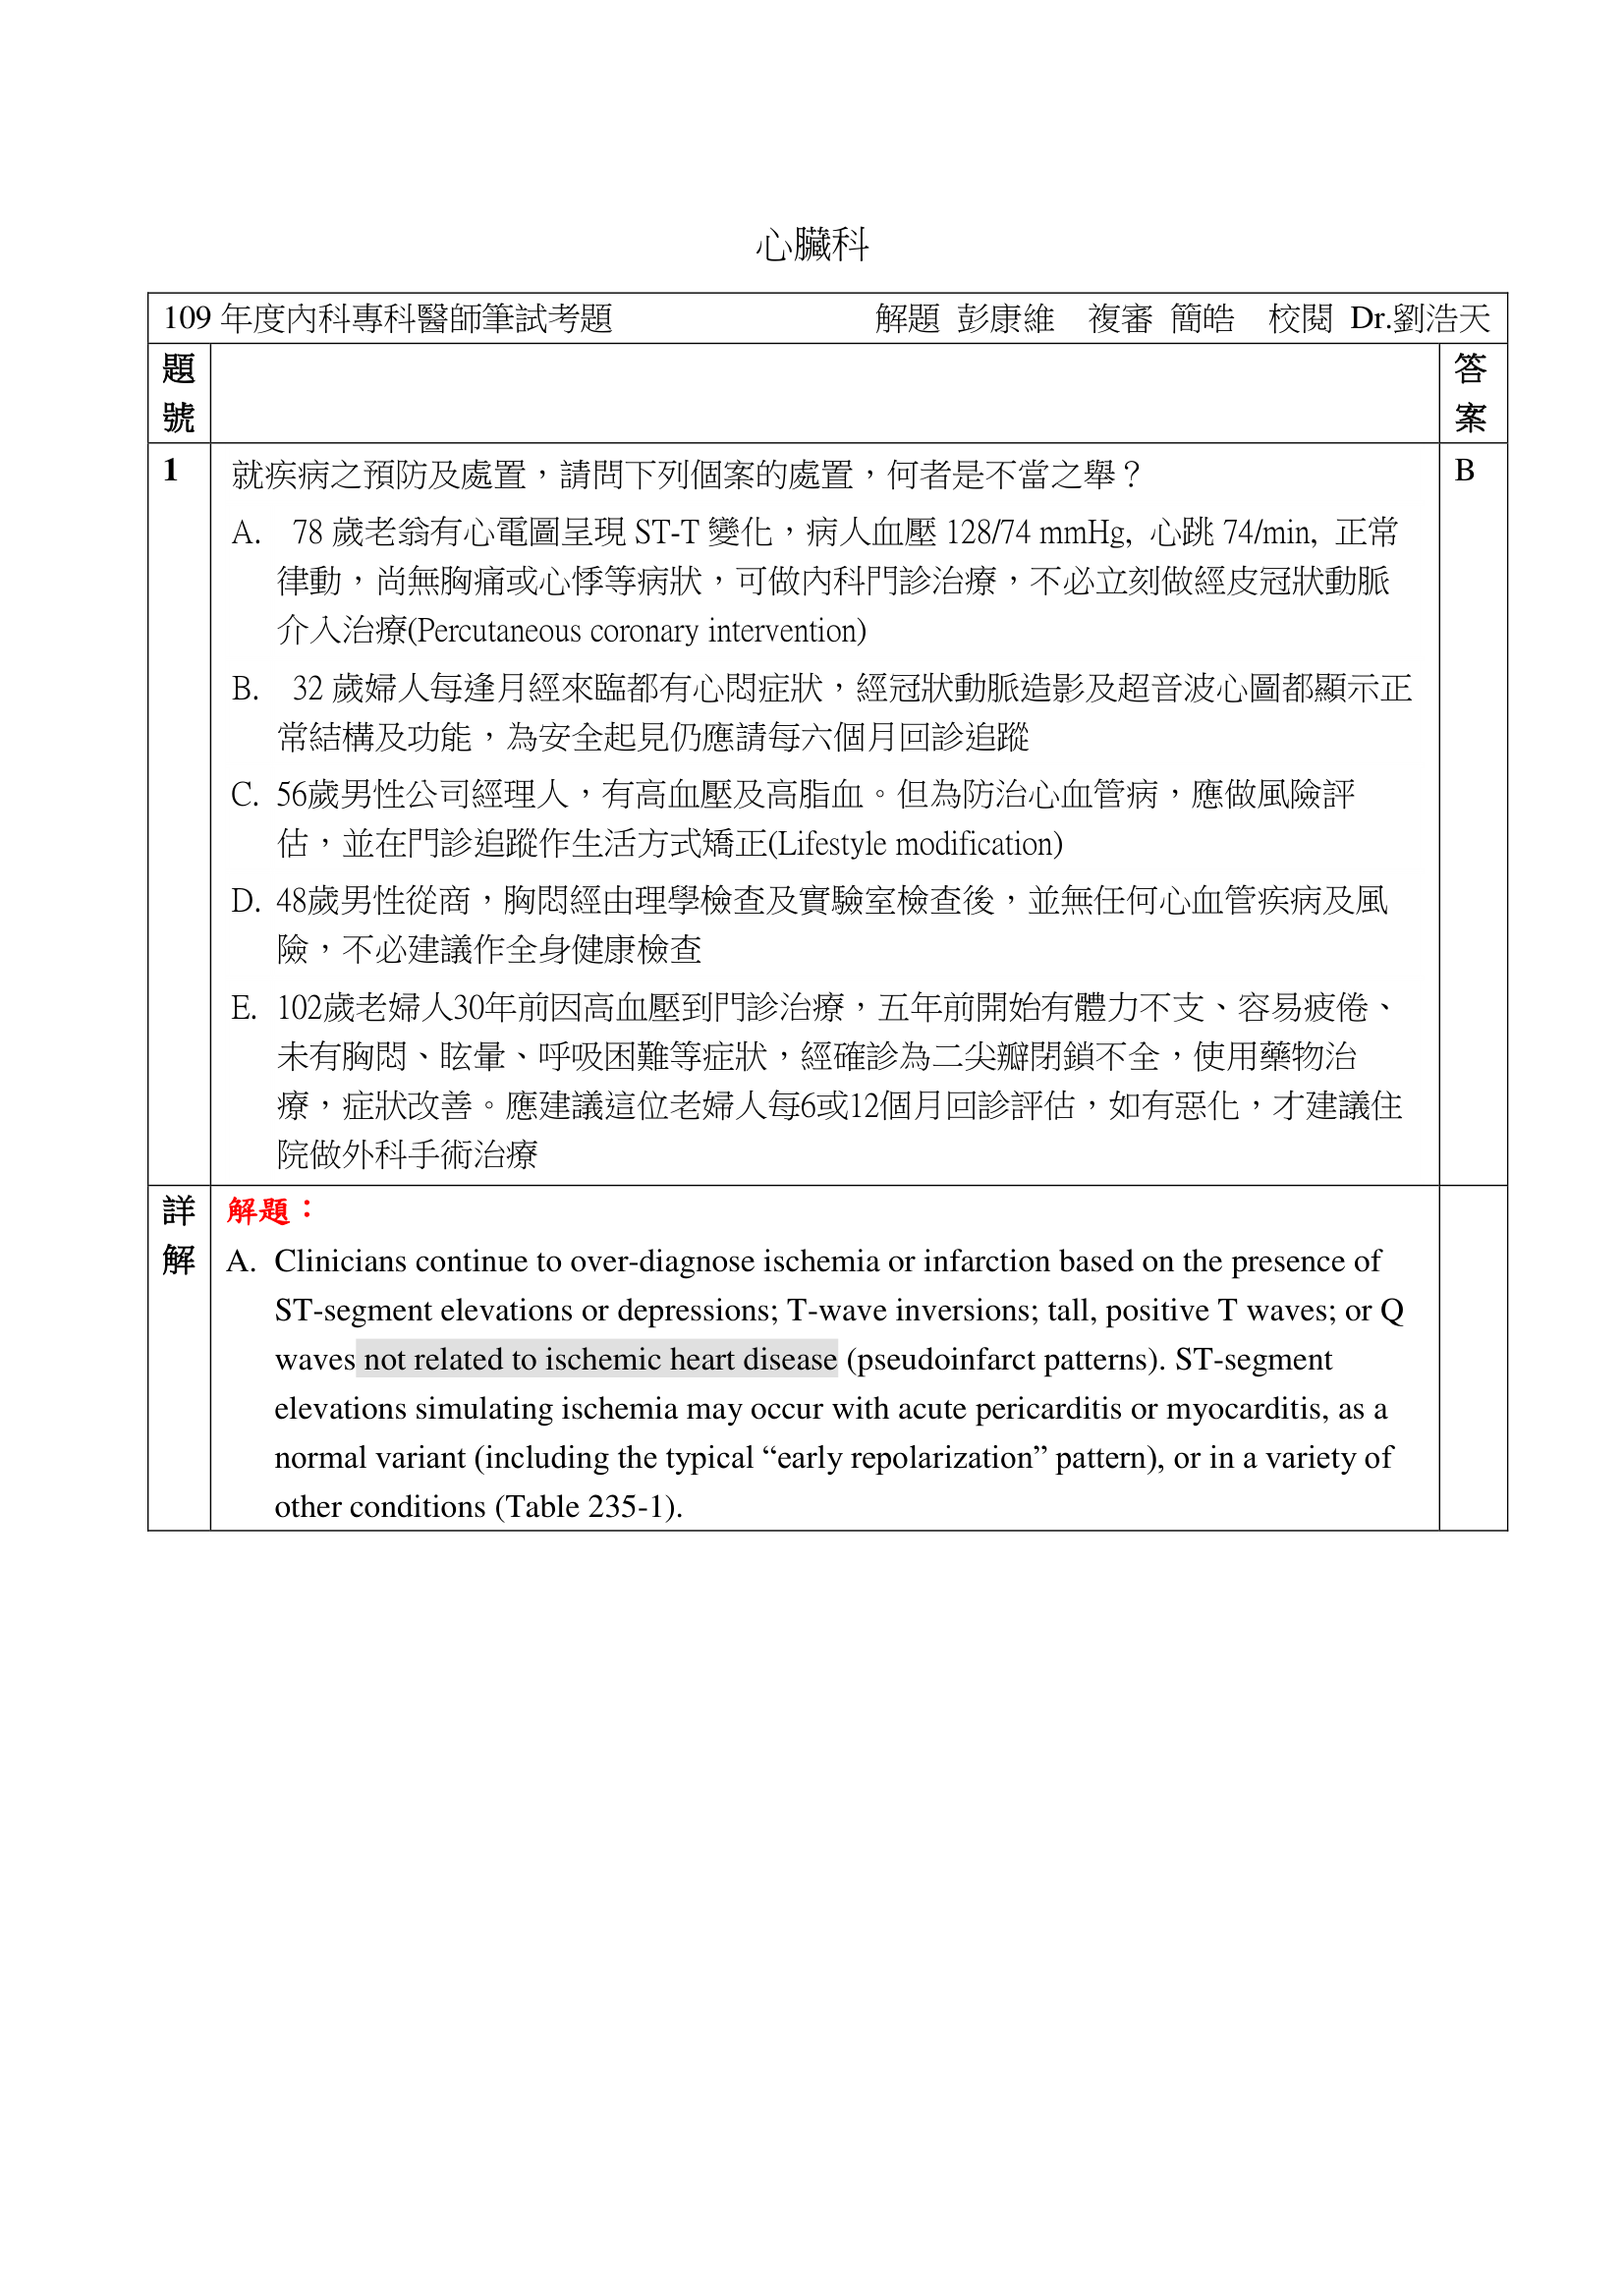 心臟科
109 年度內科專科醫師筆試考題 解題 彭康維 複審 簡皓 校閱 Dr.劉浩天
題號
答案
1
就疾病之預防及處置，請問下列個案的處置，何者是不當之舉？
A. 78 歲老翁有心電圖呈現 ST-T 變化，病人血壓 128/74 mmHg, 心跳 74/min, 正常
律動，尚無胸痛或心悸等病狀，可做內科門診治療，不必立刻做經皮冠狀動脈
介入治療(Percutaneous coronary intervention)
B. 32 歲婦人每逢月經來臨都有心悶症狀，經冠狀動脈造影及超音波心圖都顯示正
常結構及功能，為安全起見仍應請每六個月回診追蹤
C. 56歲男性公司經理人，有高血壓及高脂血。但為防治心血管病，應做風險評
估，並在門診追蹤作生活方式矯正(Lifestyle modification)
D. 48歲男性從商，胸悶經由理學檢查及實驗室檢查後，並無任何心血管疾病及風
險，不必建議作全身健康檢查
E. 102歲老婦人30年前因高血壓到門診治療，五年前開始有體力不支、容易疲倦、
未有胸悶、眩暈、呼吸困難等症狀，經確診為二尖瓣閉鎖不全，使用藥物治
療，症狀改善。應建議這位老婦人每6或12個月回診評估，如有惡化，才建議住
院做外科手術治療
B
詳解
解題：
A. Clinicians continue to over-diagnose ischemia or infarction based on the presence of
ST-segment elevations or depressions; T-wave inversions; tall, positive T waves; or Q
waves not related to ischemic heart disease (pseudoinfarct patterns). ST-segment
elevations simulating ischemia may occur with acute pericarditis or myocarditis, as a
normal variant (including the typical “early repolarization” pattern), or in a variety of
other conditions (Table 235-1).